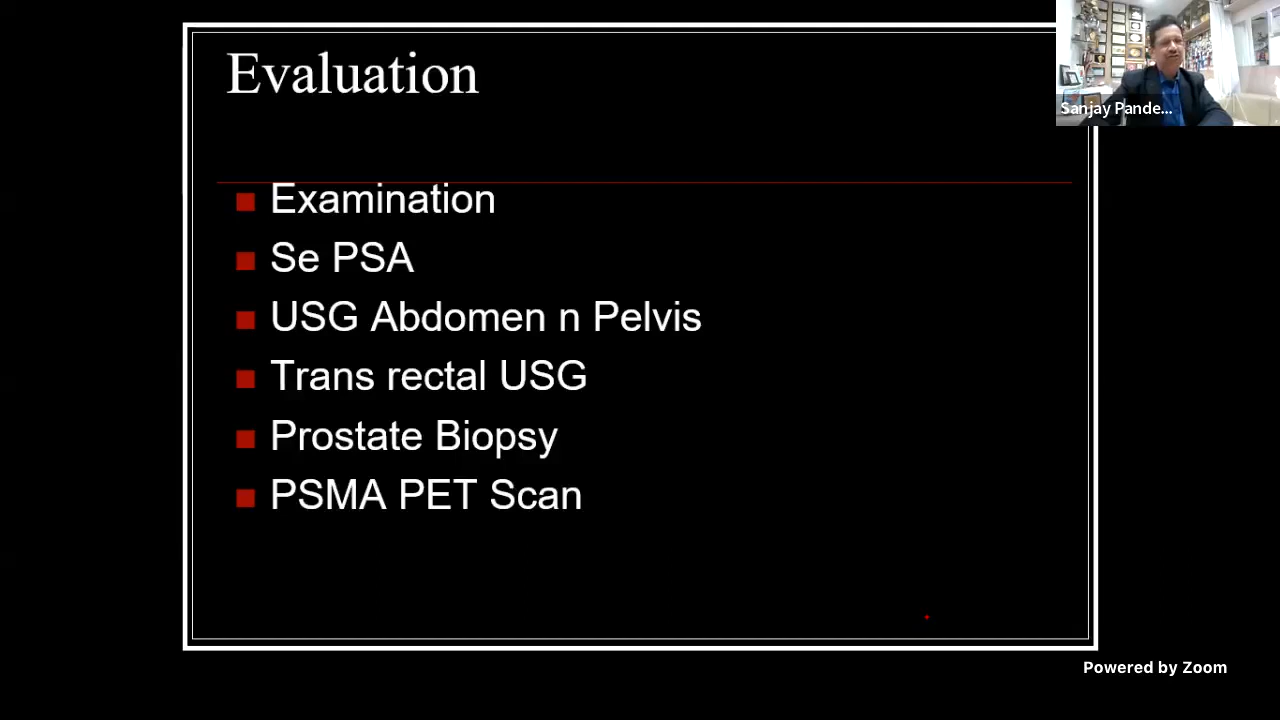 Evaluation
Sanjay Pande...
Examination
Se PSA
USG Abdomen n Pelvis
Trans rectal USG
Prostate Biopsy
PSMA PET Scan
Powered by Zoom